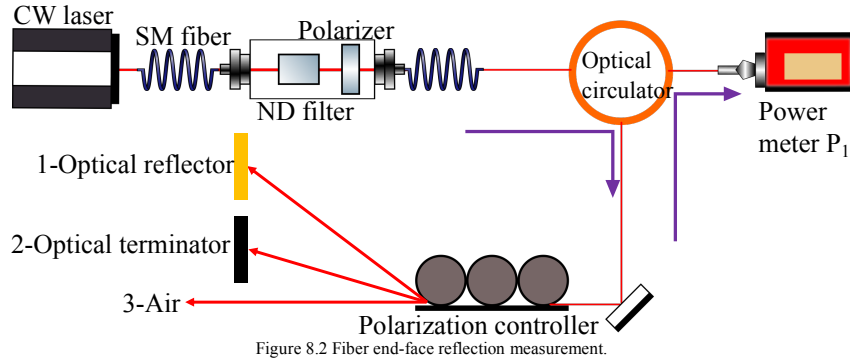 CW laser
SM fiber
Polarizer
ND filter
Optical
circulator
Power
meter P₁
1-Optical reflector
2-Optical terminator
3-Air
Polarization controller
Figure 8.2 Fiber end-face reflection measurement.